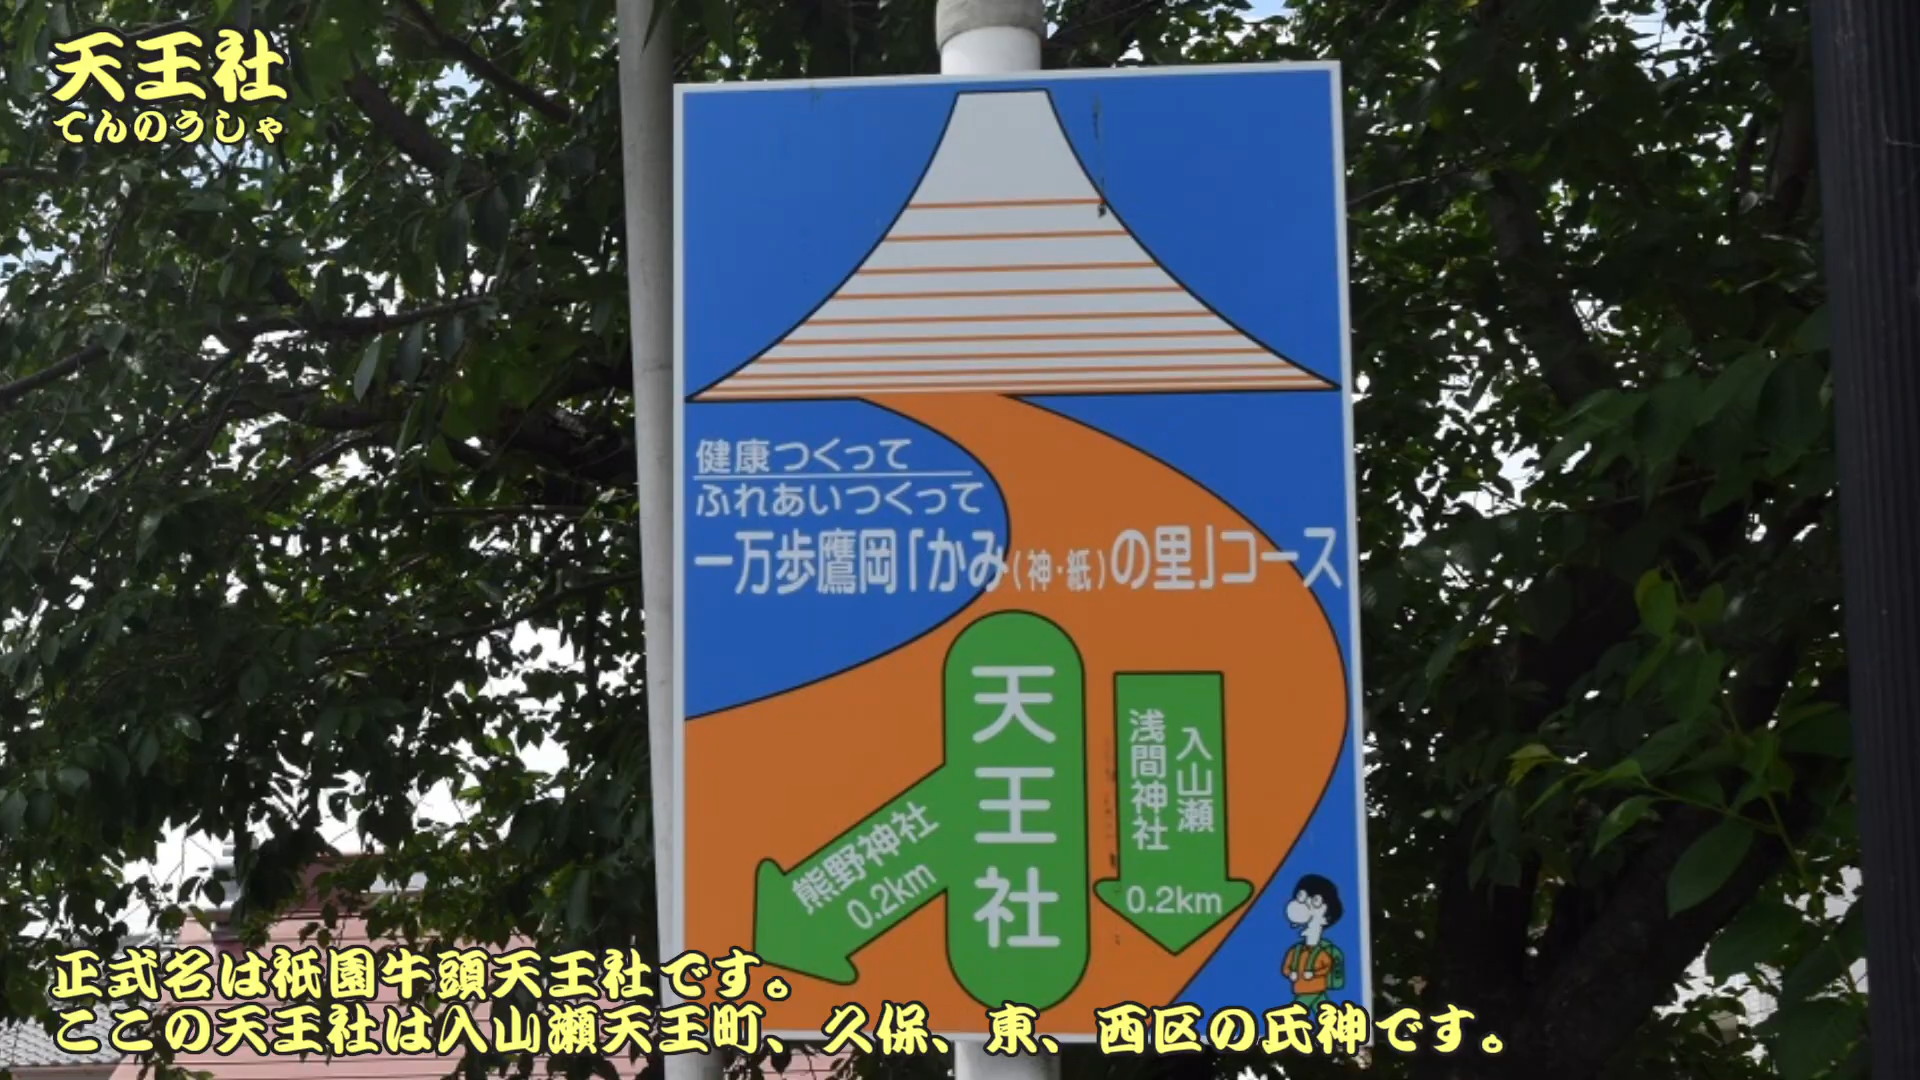 天王社
てんのうしゃ
健康つくって
ふれあいつくって
一万歩鷹岡「かみ(神・紙)の里」コース
天王社
入山瀬
浅間神社
0.2km
熊野神社
0.2km
正式名は祇園牛頭天王社です。
ここの天王社は入山瀬天王町、久保、東、西区の氏神です。